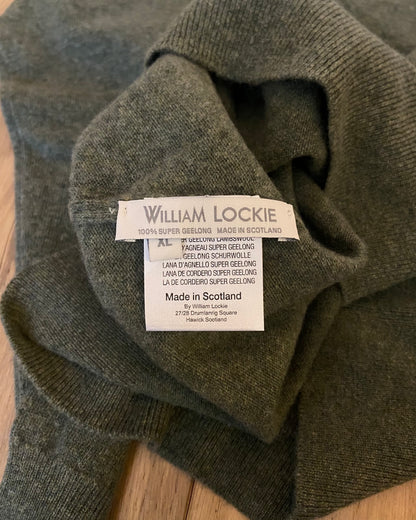 WILLIAM LOCKIE
100% SUPER GEELONG MADE IN SCOTLAND
XL
GEELONG LAMBSWOOL
D'AGNEAU SUPER GEELONG
GEELONG SCHURWOLLE
LANA D'AGNELLO SUPER GEELONG
LANA DE CORDERO SUPER GEELONG
LA DE CORDEIRO SUPER GEELONG
Made in Scotland
By William Lockie
27/28 Drumlanrig Square
Hawick Scotland